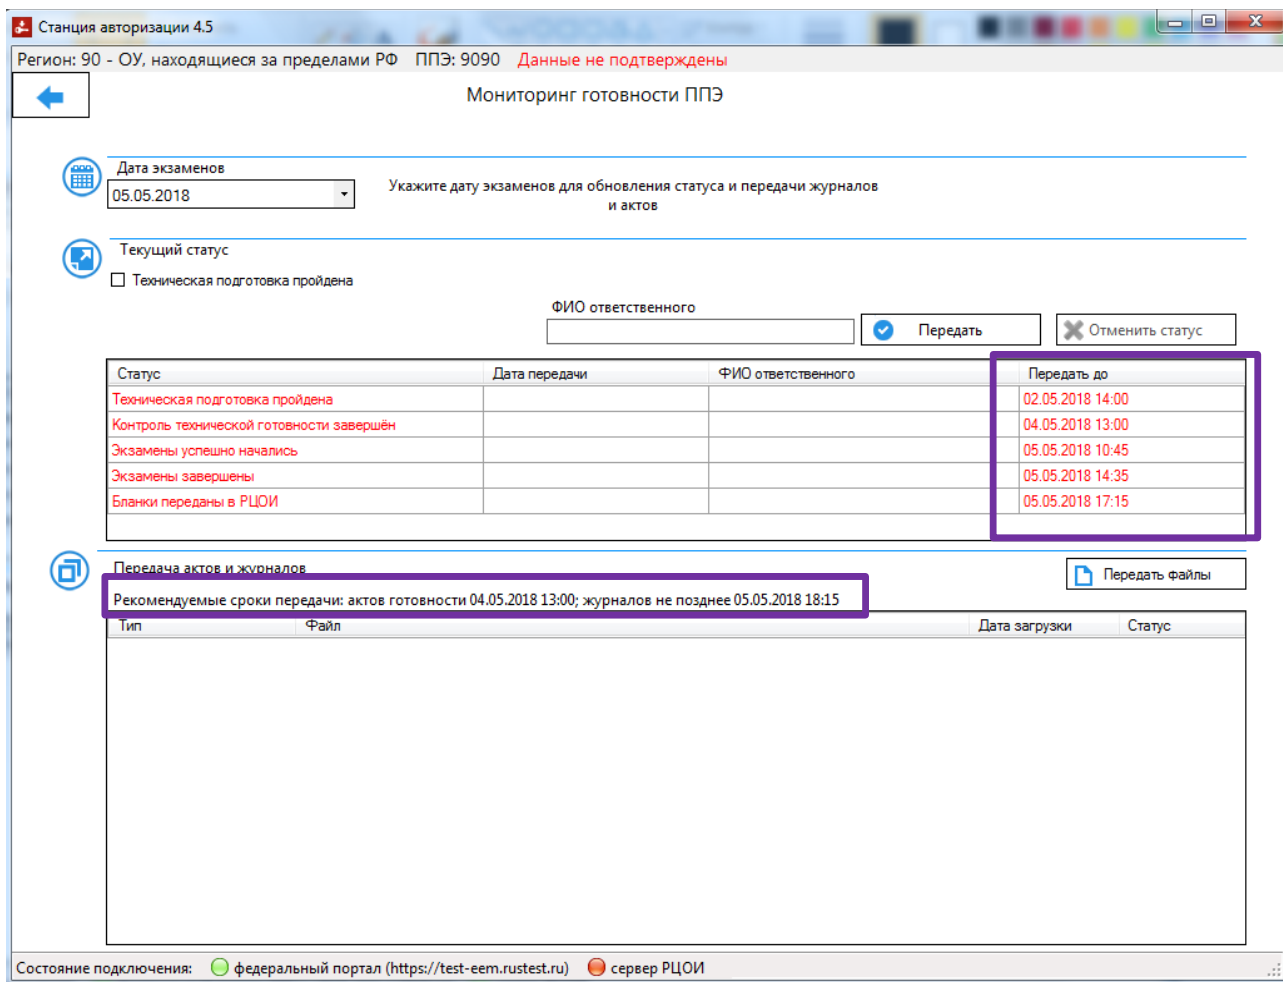 Станция авторизации 4.5
Регион: 90 - ОУ, находящиеся за пределами РФ ППЭ: 9090 Данные не подтверждены
Мониторинг готовности ППЭ
Дата экзаменов
05.05.2018
Укажите дату экзаменов для обновления статуса и передачи журналов
и актов
Текущий статус
Техническая подготовка пройдена
ФИО ответственного
Передать
Отменить статус
Статус Дата передачи ФИО ответственного Передать до
Техническая подготовка пройдена 02.05.2018 14:00
Контроль технической готовности завершён 04.05.2018 13:00
Экзамены успешно начались 05.05.2018 10:45
Экзамены завершены 05.05.2018 14:35
Бланки переданы в РЦОИ 05.05.2018 17:15
Передача актов и журналов
Передать файлы
Рекомендуемые сроки передачи: актов готовности 04.05.2018 13:00; журналов не позднее 05.05.2018 18:15
Тип Файл Дата загрузки Статус
Состояние подключения: федеральный портал (https://test-eem.rustest.ru) сервер РЦОИ